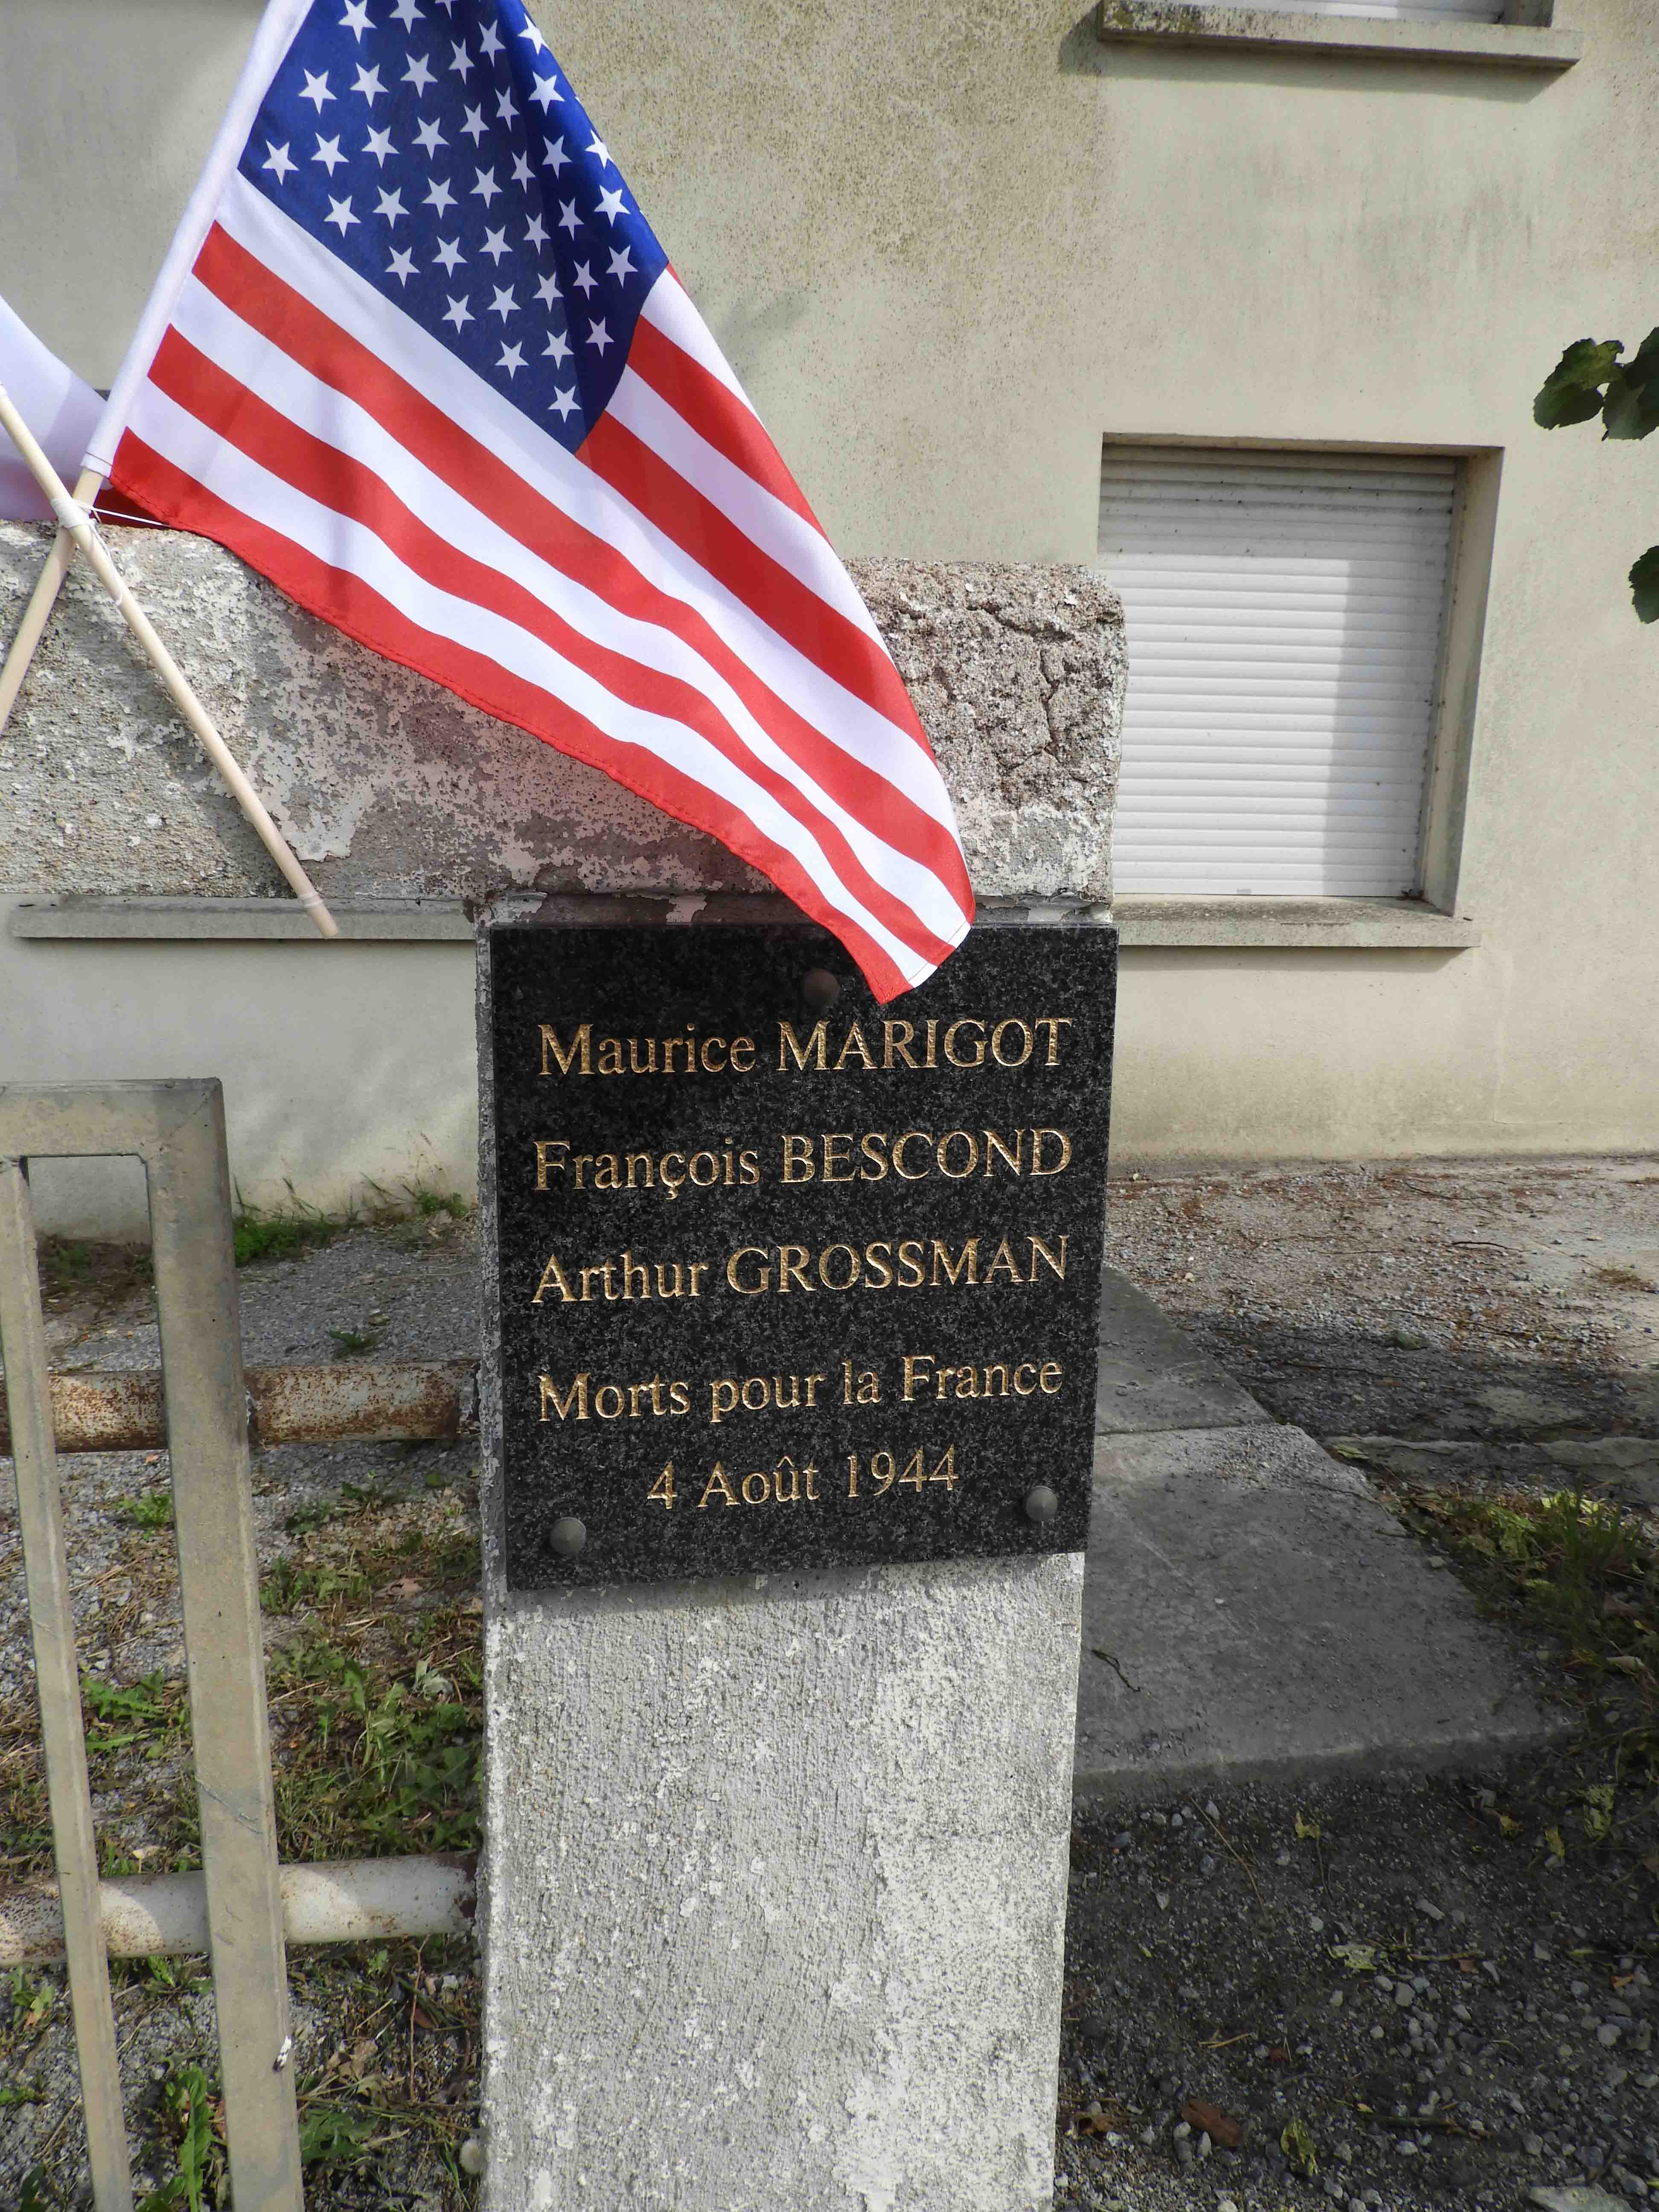 Maurice MARIGOT
François BESCOND
Arthur GROSSMAN
Morts pour la France
4 Août 1944